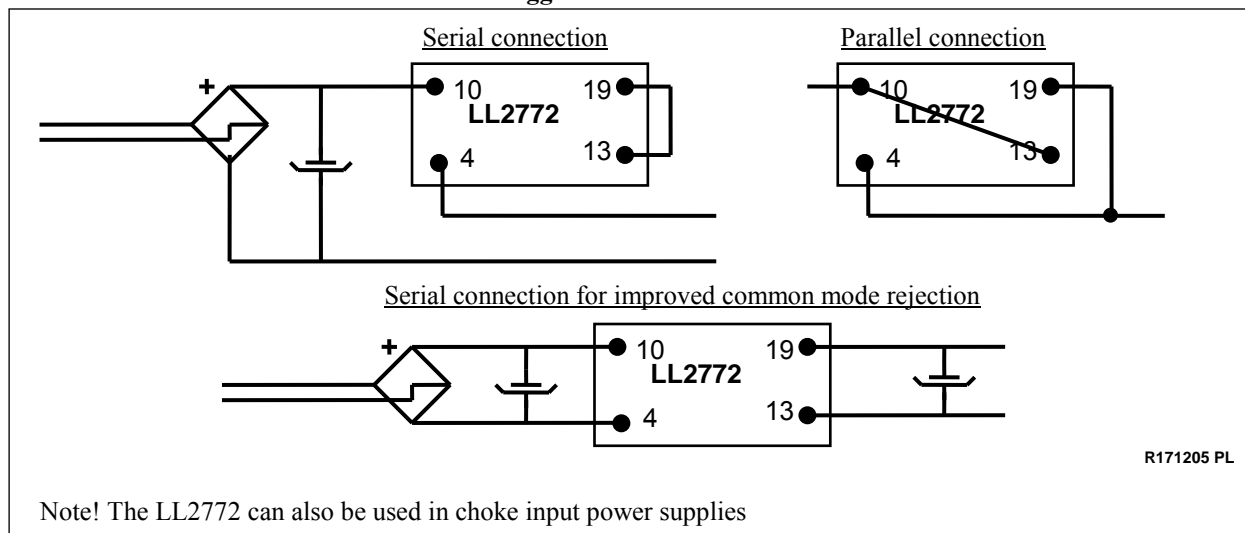 Serial connection
Parallel connection
+
10
19
LL2772
4
13
10
19
LL2772
4
13
Serial connection for improved common mode rejection
+
10
19
LL2772
4
13
R171205 PL
Note! The LL2772 can also be used in choke input power supplies